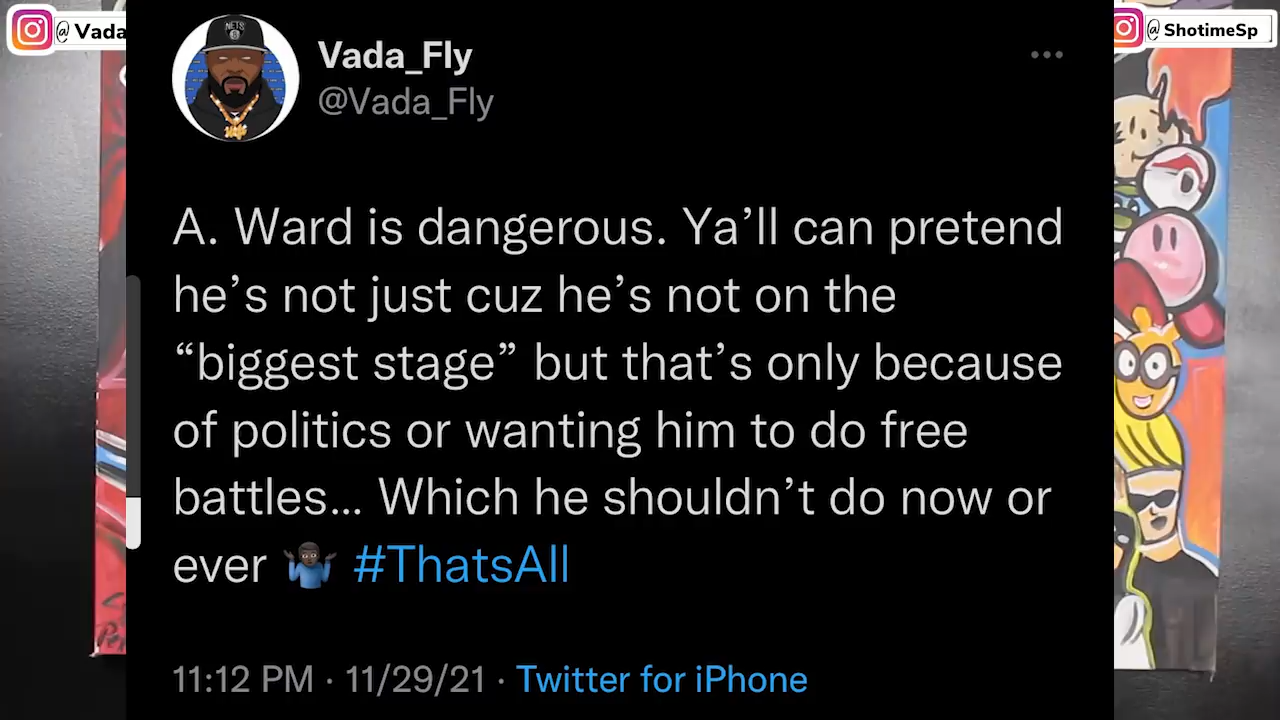 @ Vada
@ ShotimeSp
NETS
Vada_Fly
@Vada_Fly
A. Ward is dangerous. Ya’ll can pretend
he’s not just cuz he’s not on the
“biggest stage” but that’s only because
of politics or wanting him to do free
battles... Which he shouldn’t do now or
ever 🤷🏿‍♂️ #ThatsAll
11:12 PM · 11/29/21 · Twitter for iPhone